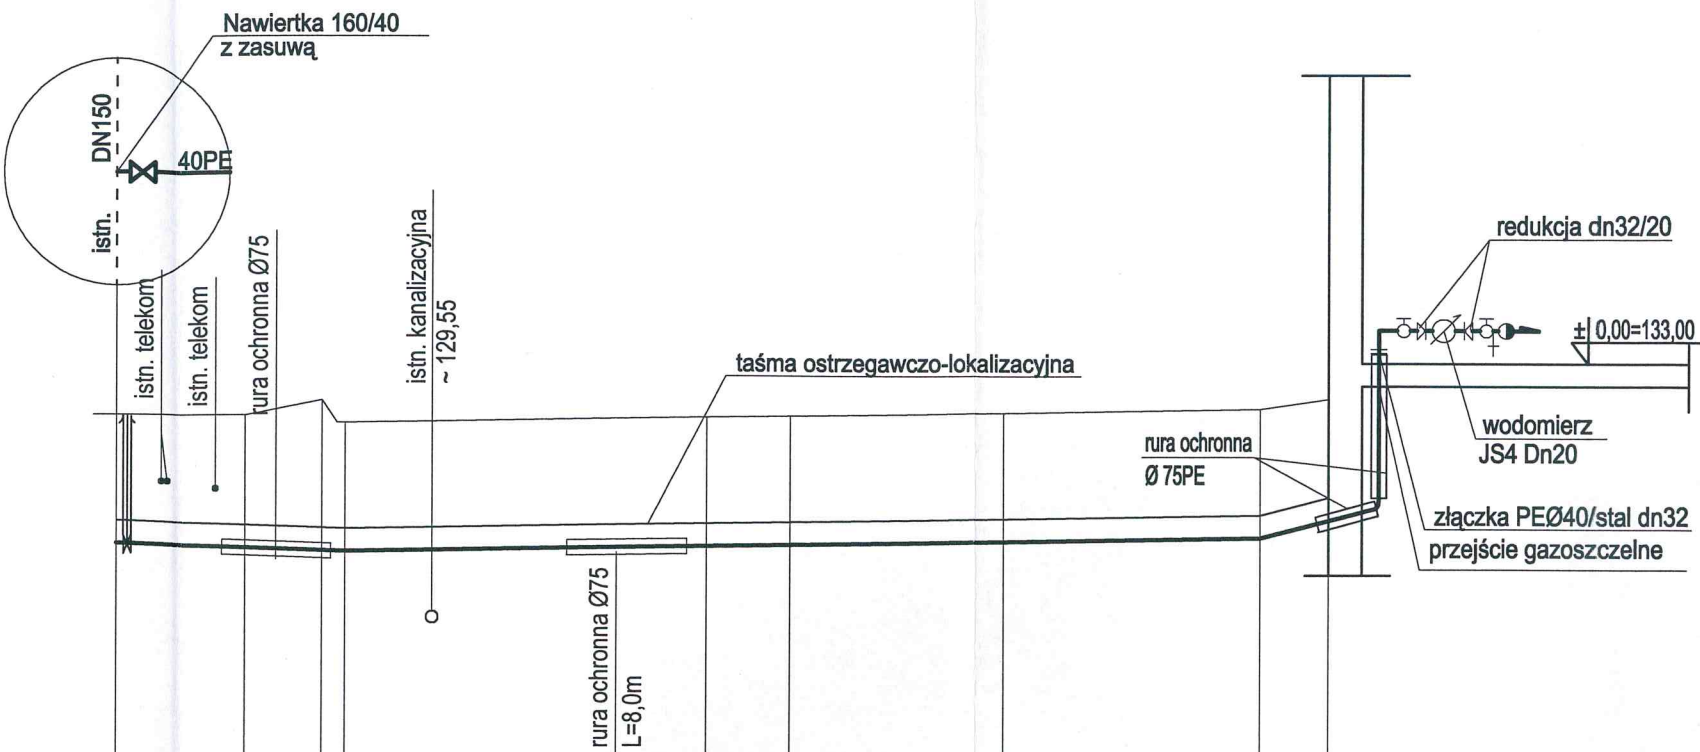 Nawiertka 160/40
z zasuwą
DN150
istn.
40PE
istn. telekom
istn. telekom
rura ochronna Ø75
istn. kanalizacyjna
~129,55
taśma ostrzegawczo-lokalizacyjna
rura ochronna Ø75
L=8,0m
rura ochronna
Ø 75PE
redukcja dn32/20
± 0,00=133,00
wodomierz
JS4 Dn20
złączka PEØ40/stal dn32
przejście gazoszczelne